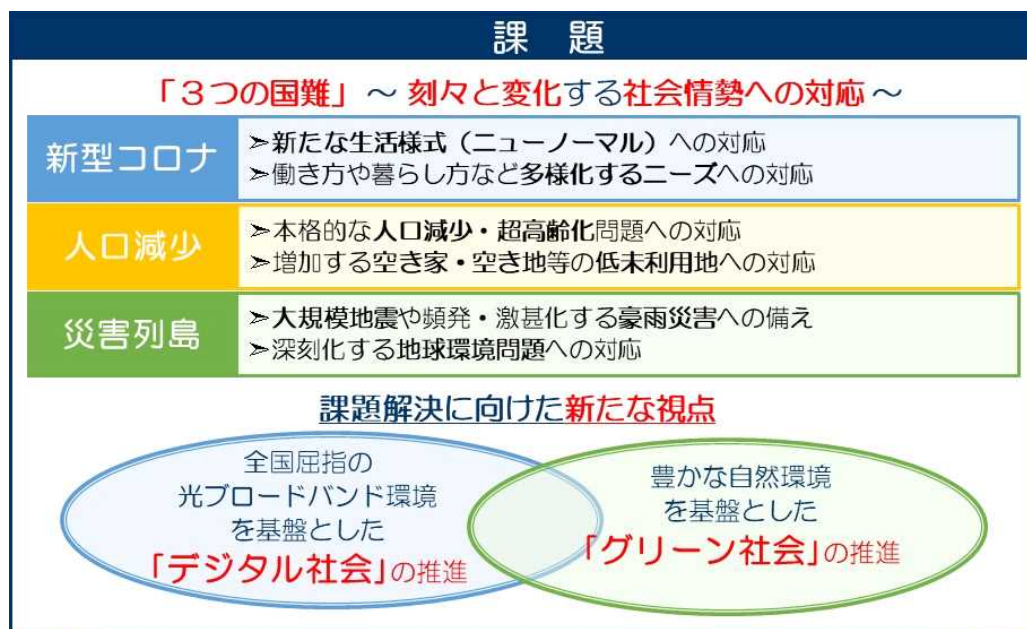 課 題
「３つの国難」 ～ 刻々と変化する社会情勢への対応 ～
新型コロナ
➣新たな生活様式（ニューノーマル）への対応
➣働き方や暮らし方など多様化するニーズへの対応
人口減少
➣本格的な人口減少・超高齢化問題への対応
➣増加する空き家・空き地等の低未利用地への対応
災害列島
➣大規模地震や頻発・激甚化する豪雨災害への備え
➣深刻化する地球環境問題への対応
課題解決に向けた新たな視点
全国屈指の
光ブロードバンド環境
を基盤とした
「デジタル社会」の推進
豊かな自然環境
を基盤とした
「グリーン社会」の推進